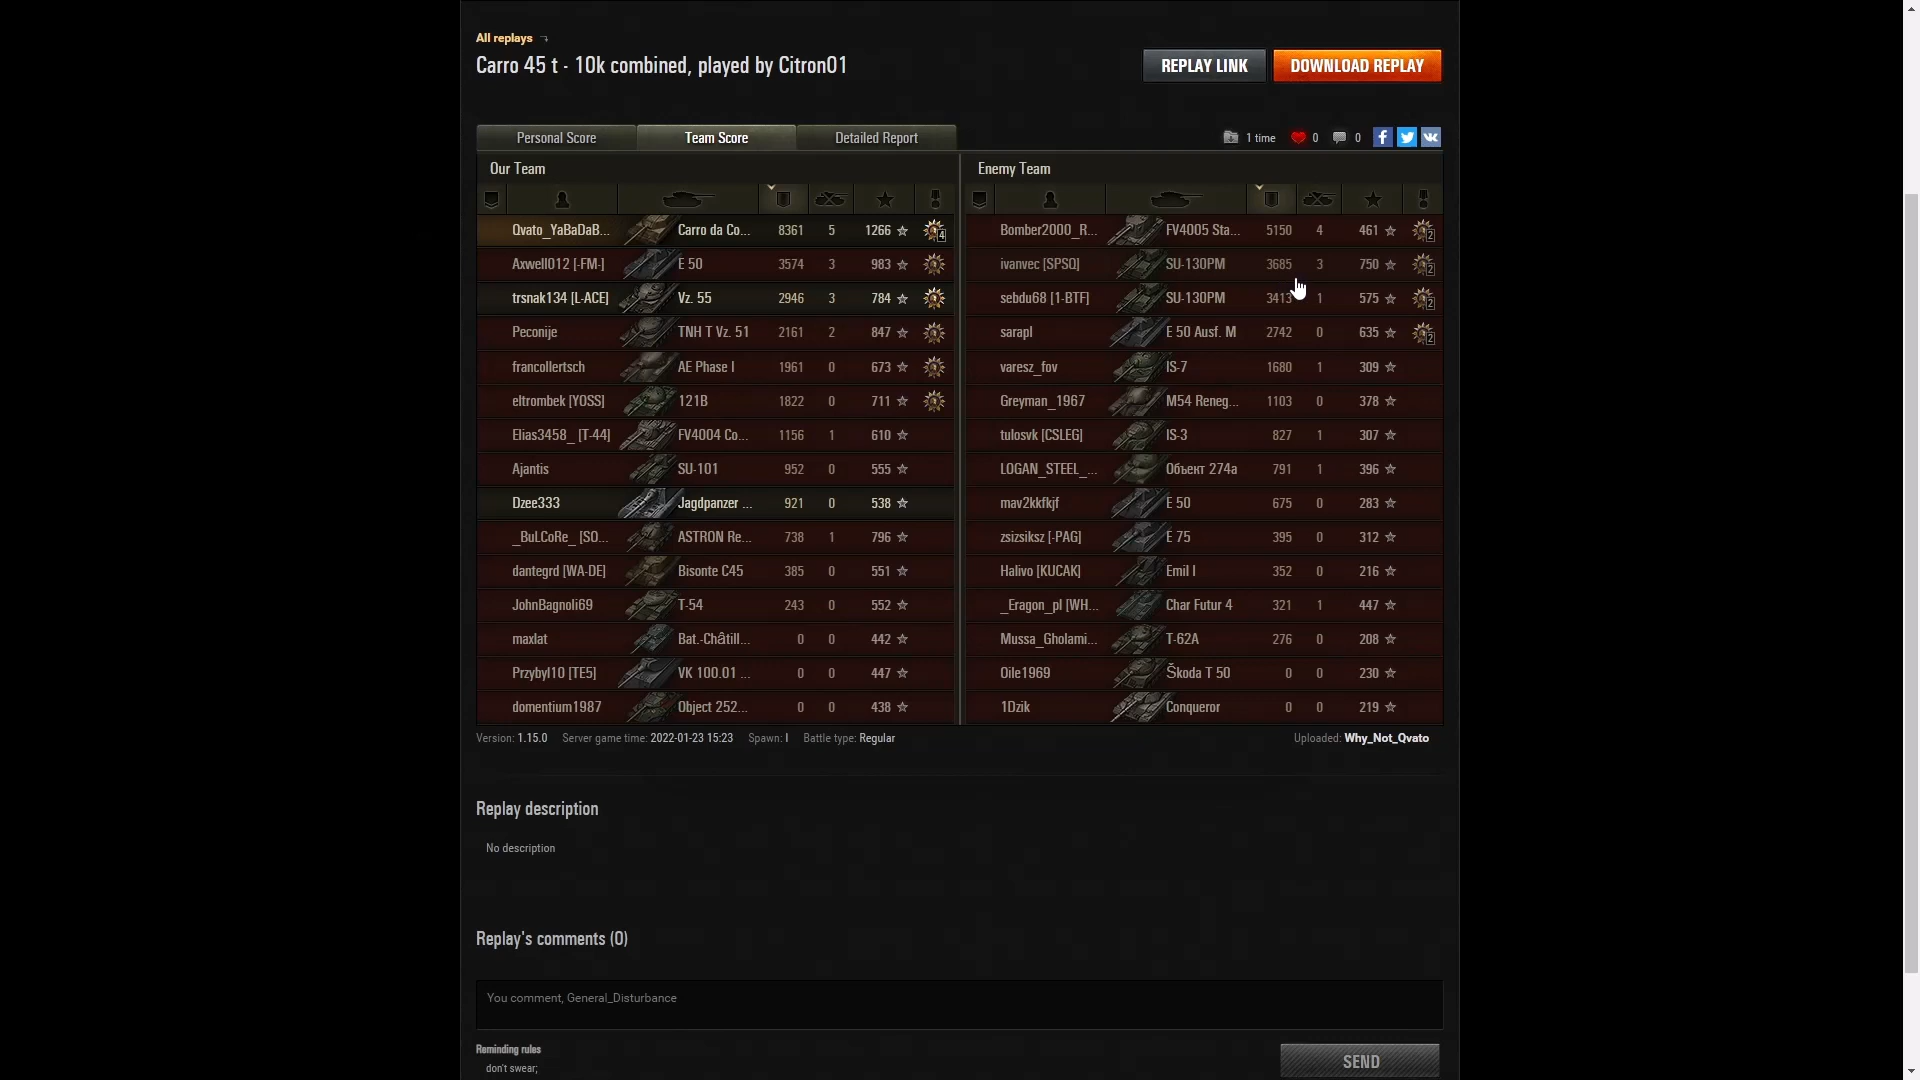 All replays
Carro 45 t - 10k combined, played by Citron01
REPLAY LINK
DOWNLOAD REPLAY
Personal Score
Team Score
Detailed Report
1 time
0
0
Our Team
Enemy Team
Qvato_YaBaDaB... Carro da Co... 8361 5 1266 4
Bomber2000_R... FV4005 Sta... 5150 4 461 2
Axwell012 [-FM-] E 50 3574 3 983
ivanvec [SPSQ] SU-130PM 3685 3 750 2
trsnak134 [L-ACE] Vz. 55 2946 3 784
sebdu68 [1-BTF] SU-130PM 3413 1 575 2
Peconije TNH T Vz. 51 2161 2 847
sarapl E 50 Ausf. M 2742 0 635 2
francollertsch AE Phase I 1961 0 673
varesz_fov IS-7 1680 1 309
eltrombek [YOSS] 121B 1822 0 711
Greyman_1967 M54 Reneg... 1103 0 378
Elias3458_ [T-44] FV4004 Co... 1156 1 610
tulosvk [CSLEG] IS-3 827 1 307
Ajantis SU-101 952 0 555
LOGAN_STEEL_... Объект 274a 791 1 396
Dzee333 Jagdpanzer ... 921 0 538
mav2kkfkjf E 50 675 0 283
_BuLCoRe_ [SO... ASTRON Re... 738 1 796
zsizsiksz [-PAG] E 75 395 0 312
dantegrd [WA-DE] Bisonte C45 385 0 551
Halivo [KUCAK] Emil I 352 0 216
JohnBagnoli69 T-54 243 0 552
_Eragon_pl [WH... Char Futur 4 321 1 447
maxlat Bat.-Châtill... 0 0 442
Mussa_Gholami... T-62A 276 0 208
Przybyl10 [TE5] VK 100.01 ... 0 0 447
Oile1969 Škoda T 50 0 0 230
domentium1987 Object 252... 0 0 438
1Dzik Conqueror 0 0 219
Version: 1.15.0 Server game time: 2022-01-23 15:23 Spawn: I Battle type: Regular
Uploaded: Why_Not_Qvato
Replay description
No description
Replay's comments (0)
You comment, General_Disturbance
Reminding rules
don't swear;
SEND